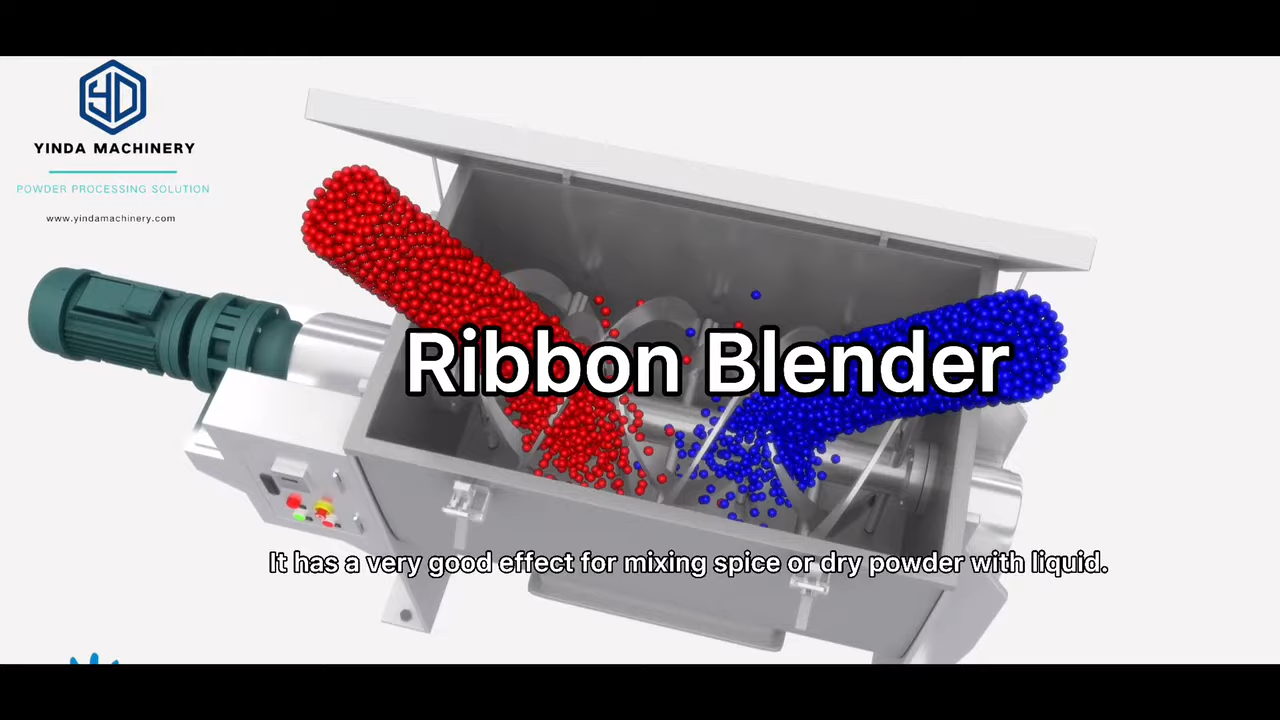 YINDA MACHINERY
POWDER PROCESSING SOLUTION
www.yindamachinery.com
Ribbon Blender
It has a very good effect for mixing spice or dry powder with liquid.